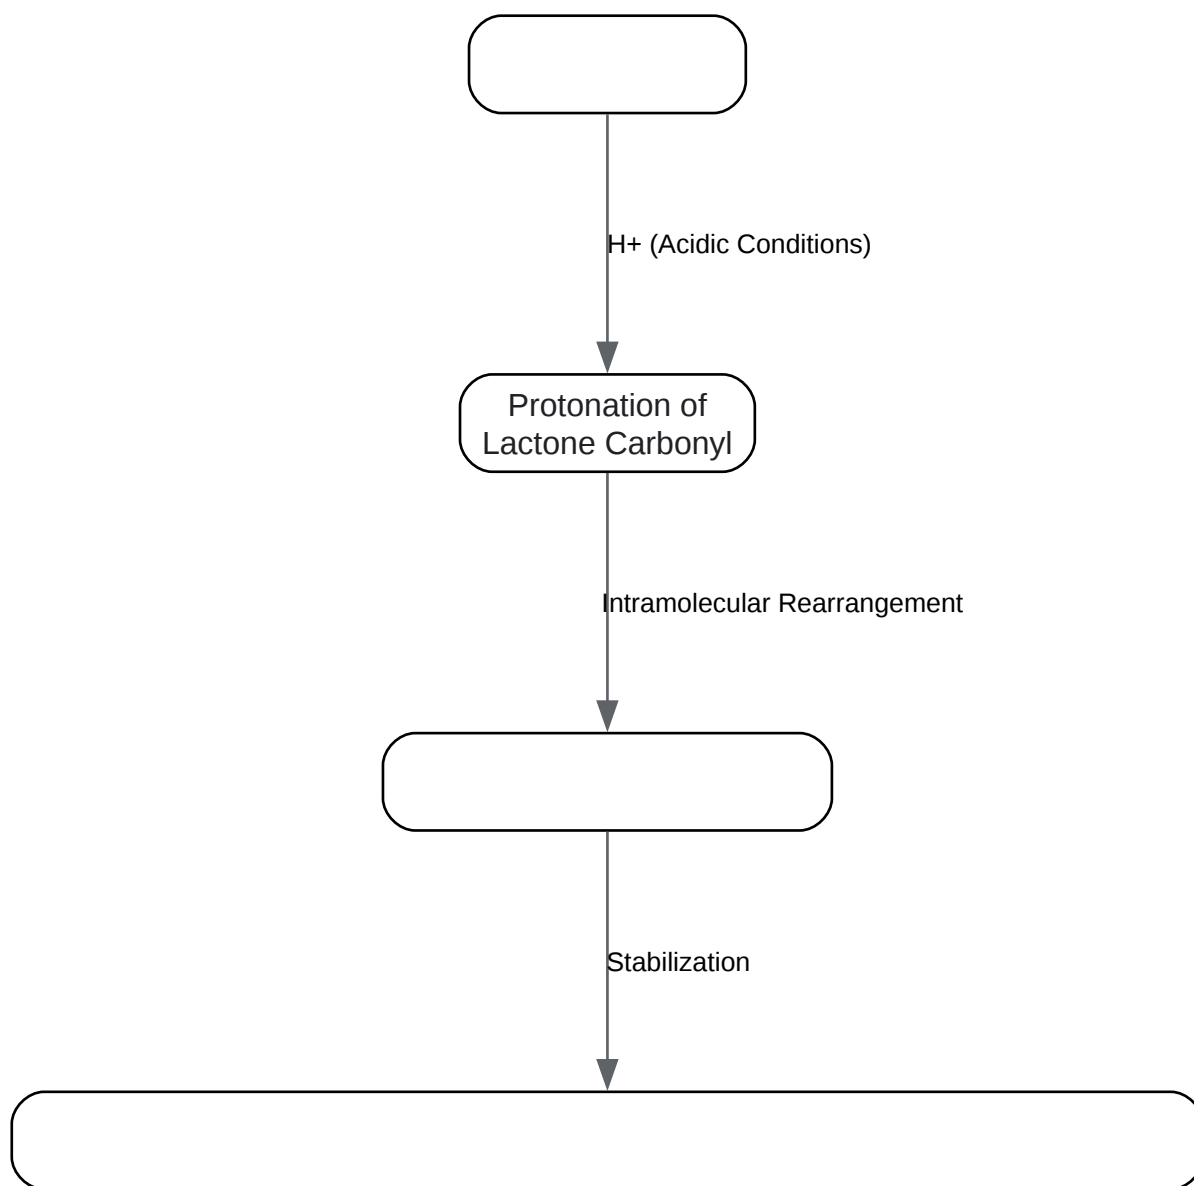 H+ (Acidic Conditions)
Protonation of
Lactone Carbonyl
Intramolecular Rearrangement
Stabilization